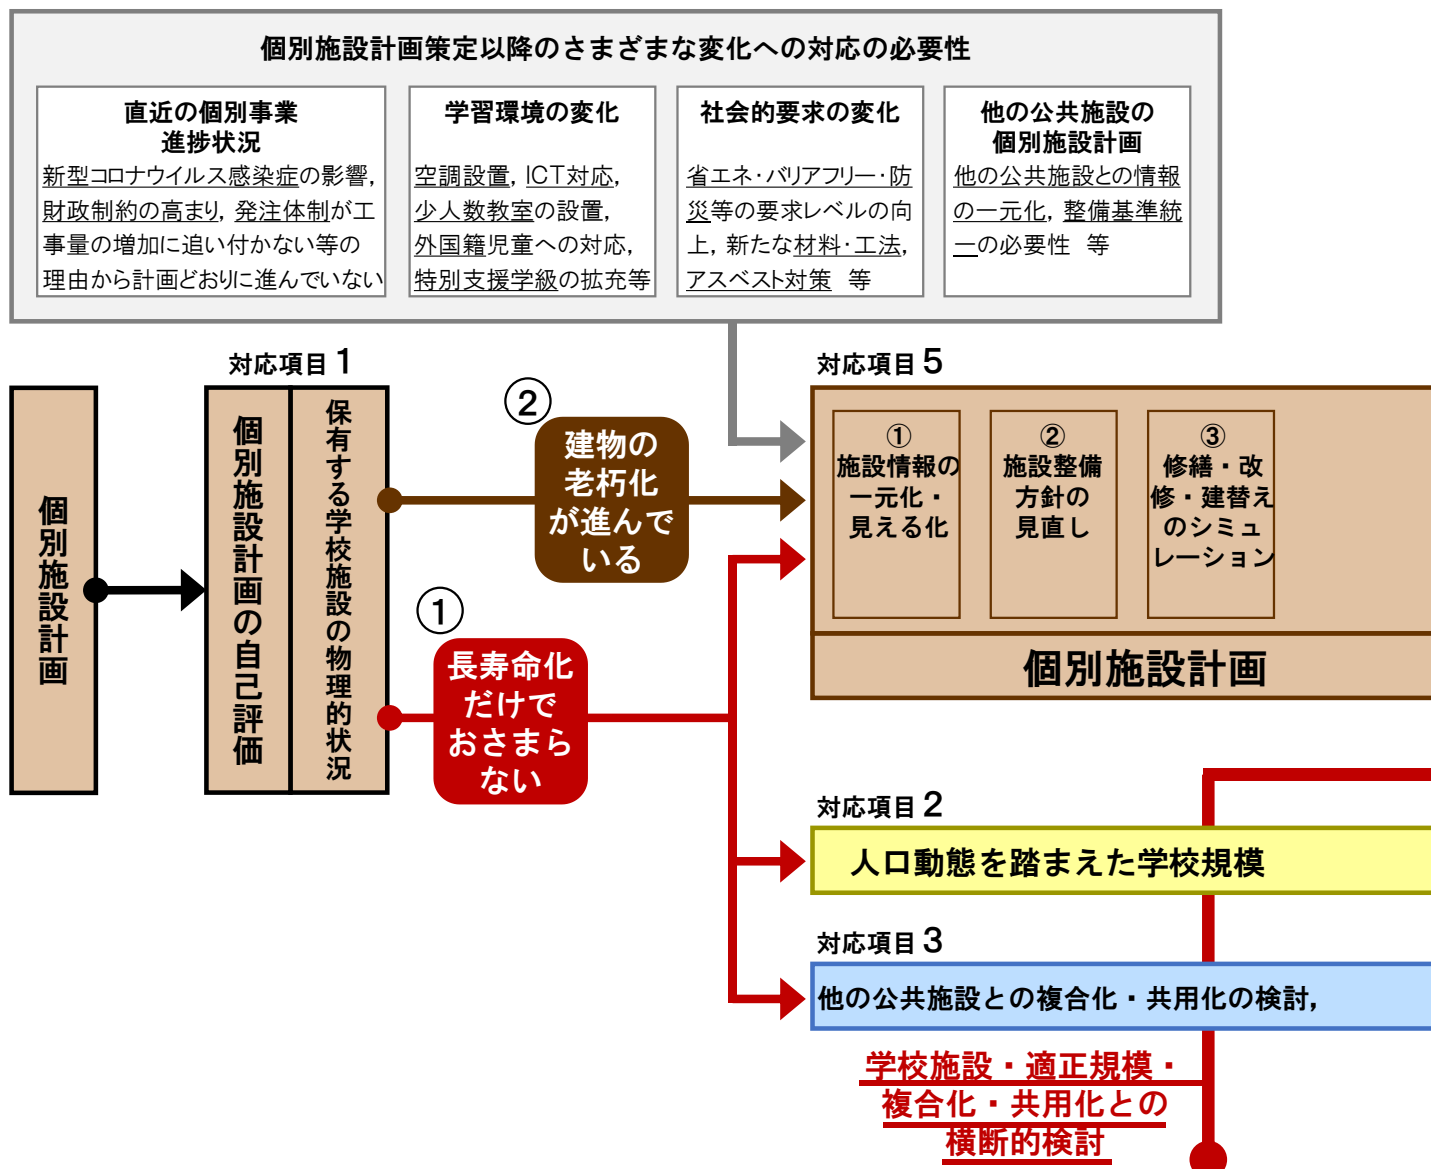 個別施設計画策定以降のさまざまな変化への対応の必要性
直近の個別事業
進捗状況
新型コロナウイルス感染症の影響,
財政制約の高まり, 発注体制が工
事量の増加に追い付かない等の
理由から計画どおりに進んでいない
学習環境の変化
空調設置, ICT対応,
少人数教室の設置,
外国籍児童への対応,
特別支援学級の拡充等
社会的要求の変化
省エネ・バリアフリー・防
災等の要求レベルの向
上, 新たな材料・工法,
アスベスト対策 等
他の公共施設の
個別施設計画
他の公共施設との情報
の一元化, 整備基準統
一の必要性 等
個別施設計画
対応項目1
個別施設計画の自己評価
保有する学校施設の物理的状況
②
建物の
老朽化
が進んで
いる
①
長寿命化
だけで
おさまら
ない
対応項目5
①
施設情報の
一元化・
見える化
②
施設整備
方針の
見直し
③
修繕・改
修・建替え
のシミュ
レーション
個別施設計画
対応項目2
人口動態を踏まえた学校規模
対応項目3
他の公共施設との複合化・共用化の検討,
学校施設・適正規模・
複合化・共用化との
横断的検討